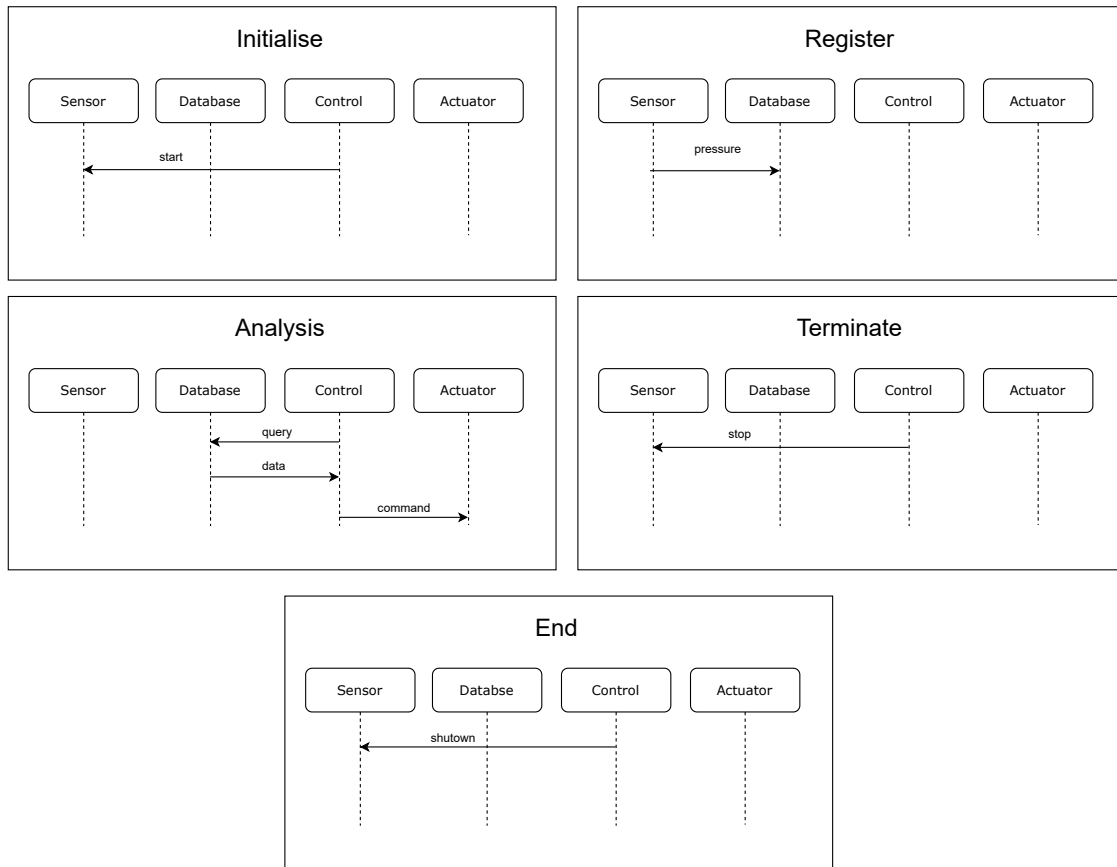 Initialise
Sensor Database Control Actuator
start
Register
Sensor Database Control Actuator
pressure
Analysis
Sensor Database Control Actuator
query
data
command
Terminate
Sensor Database Control Actuator
stop
End
Sensor Databse Control Actuator
shutown